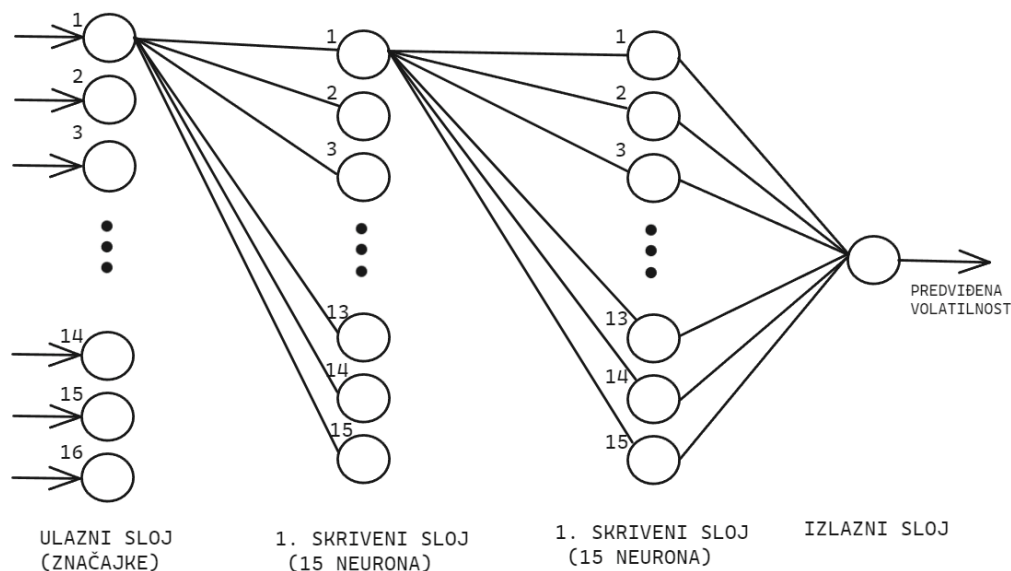 1
2
3
14
15
16
1
2
3
13
14
15
1
2
3
13
14
15
PREDVIĐENA
VOLATILNOST
ULAZNI SLOJ
(ZNAČAJKE)
1. SKRIVENI SLOJ
(15 NEURONA)
1. SKRIVENI SLOJ
(15 NEURONA)
IZLAZNI SLOJ